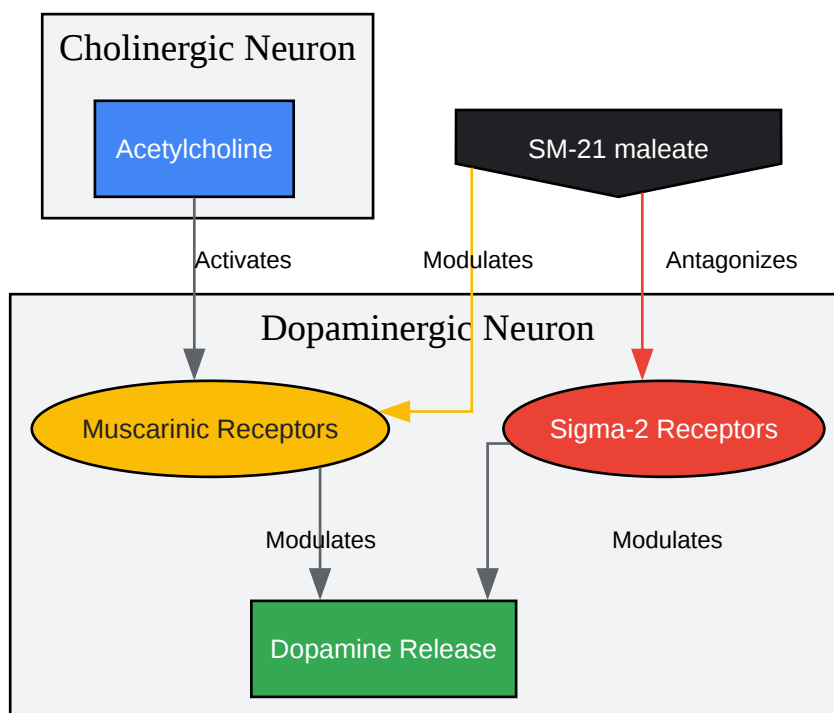 Cholinergic Neuron
Acetylcholine
SM-21 maleate
Activates
Modulates
Antagonizes
Dopaminergic Neuron
Muscarinic Receptors
Sigma-2 Receptors
Modulates
Modulates
Dopamine Release